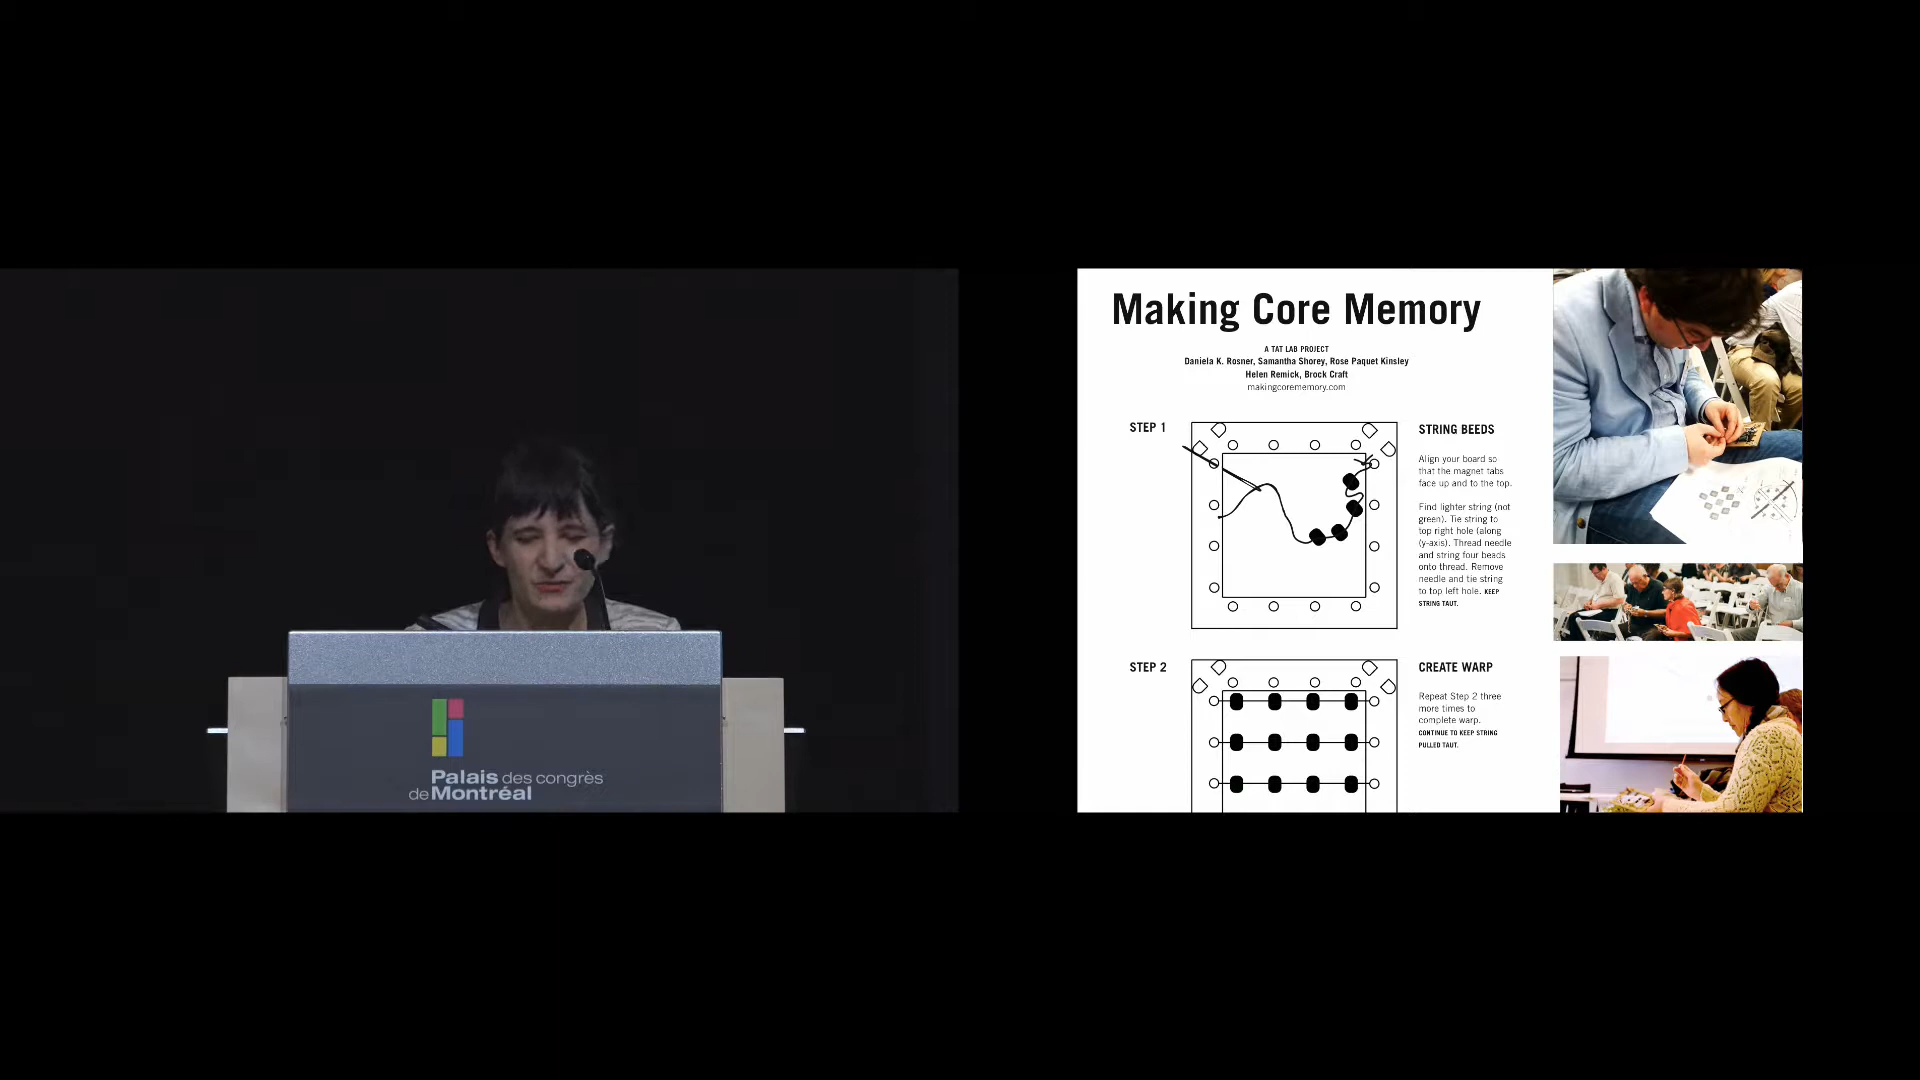 Palais des congrès
de Montréal
Making Core Memory
A TAT LAB PROJECT
Daniela K. Rosner, Samantha Shorey, Rose Paquet Kinsley
Helen Remick, Brock Craft
makingcorememory.com
STEP 1
STRING BEEDS
Align your board so
that the magnet tabs
face up and to the top.
Find lighter string (not
green). Tie string to
top right hole (along
(y-axis). Thread needle
and string four beads
onto thread. Remove
needle and tie string
to top left hole. KEEP
STRING TAUT.
STEP 2
CREATE WARP
Repeat Step 2 three
more times to
complete warp.
CONTINUE TO KEEP STRING
PULLED TAUT.